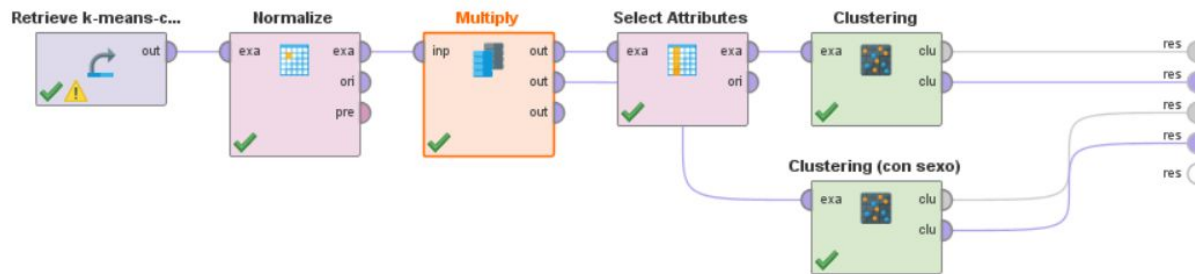 Retrieve k-means-c...
out
Normalize
exa
exa
ori
pre
Multiply
inp
out
out
out
Select Attributes
exa
exa
ori
Clustering
exa
clu
clu
Clustering (con sexo)
exa
clu
clu
res
res
res
res
res